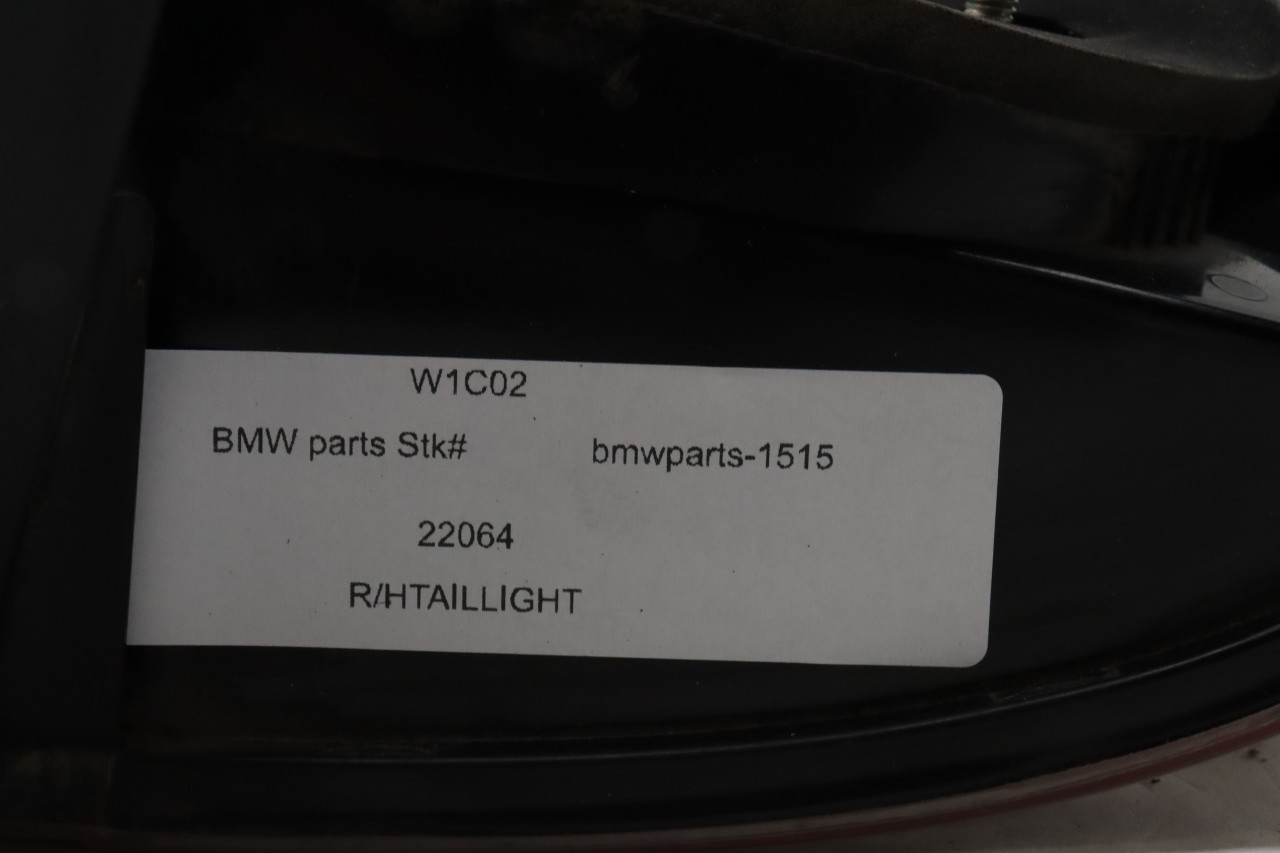 W1C02
BMW parts Stk# bmwparts-1515
22064
R/HTAILLIGHT